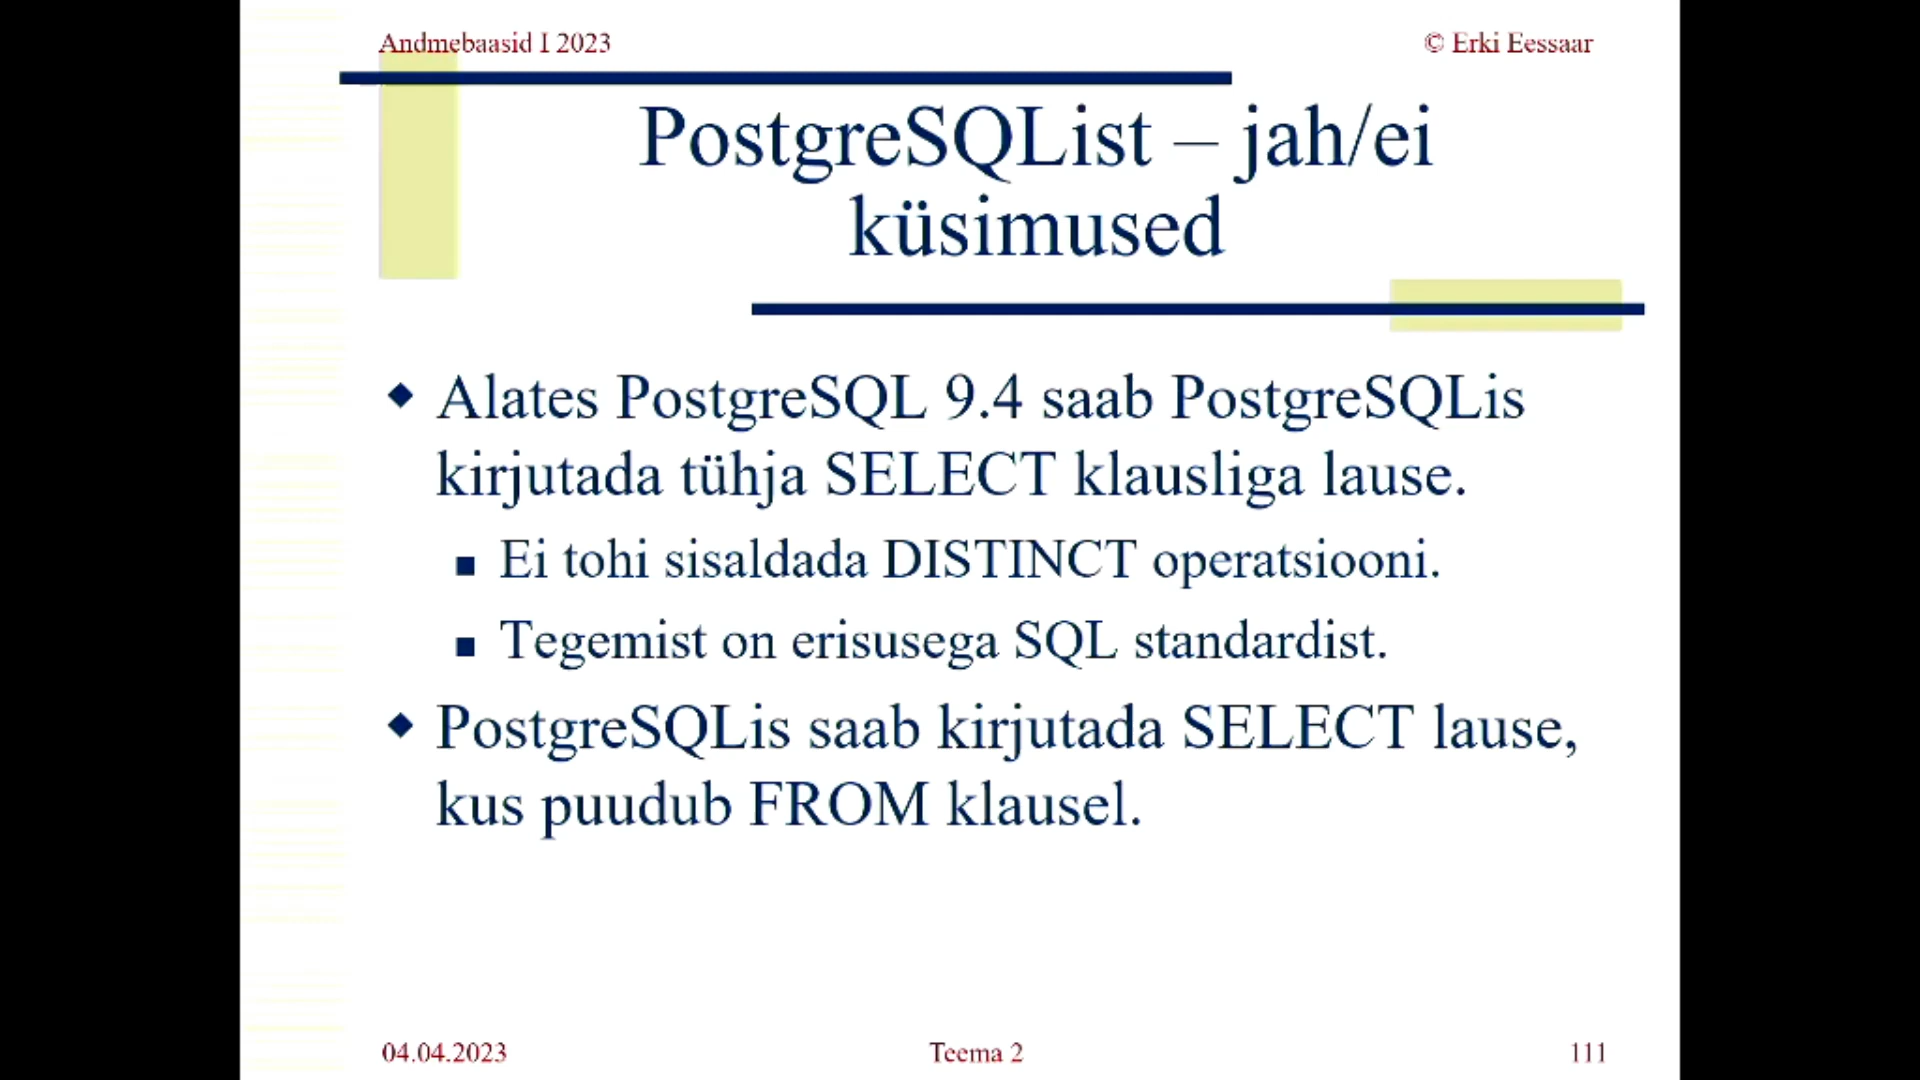 Andmebaasid I 2023
© Erki Eessaar
PostgreSQList – jah/ei
küsimused
Alates PostgreSQL 9.4 saab PostgreSQLis
kirjutada tühja SELECT klausliga lause.
Ei tohi sisaldada DISTINCT operatsiooni.
Tegemist on erisusega SQL standardist.
PostgreSQLis saab kirjutada SELECT lause,
kus puudub FROM klausel.
04.04.2023
Teema 2
111